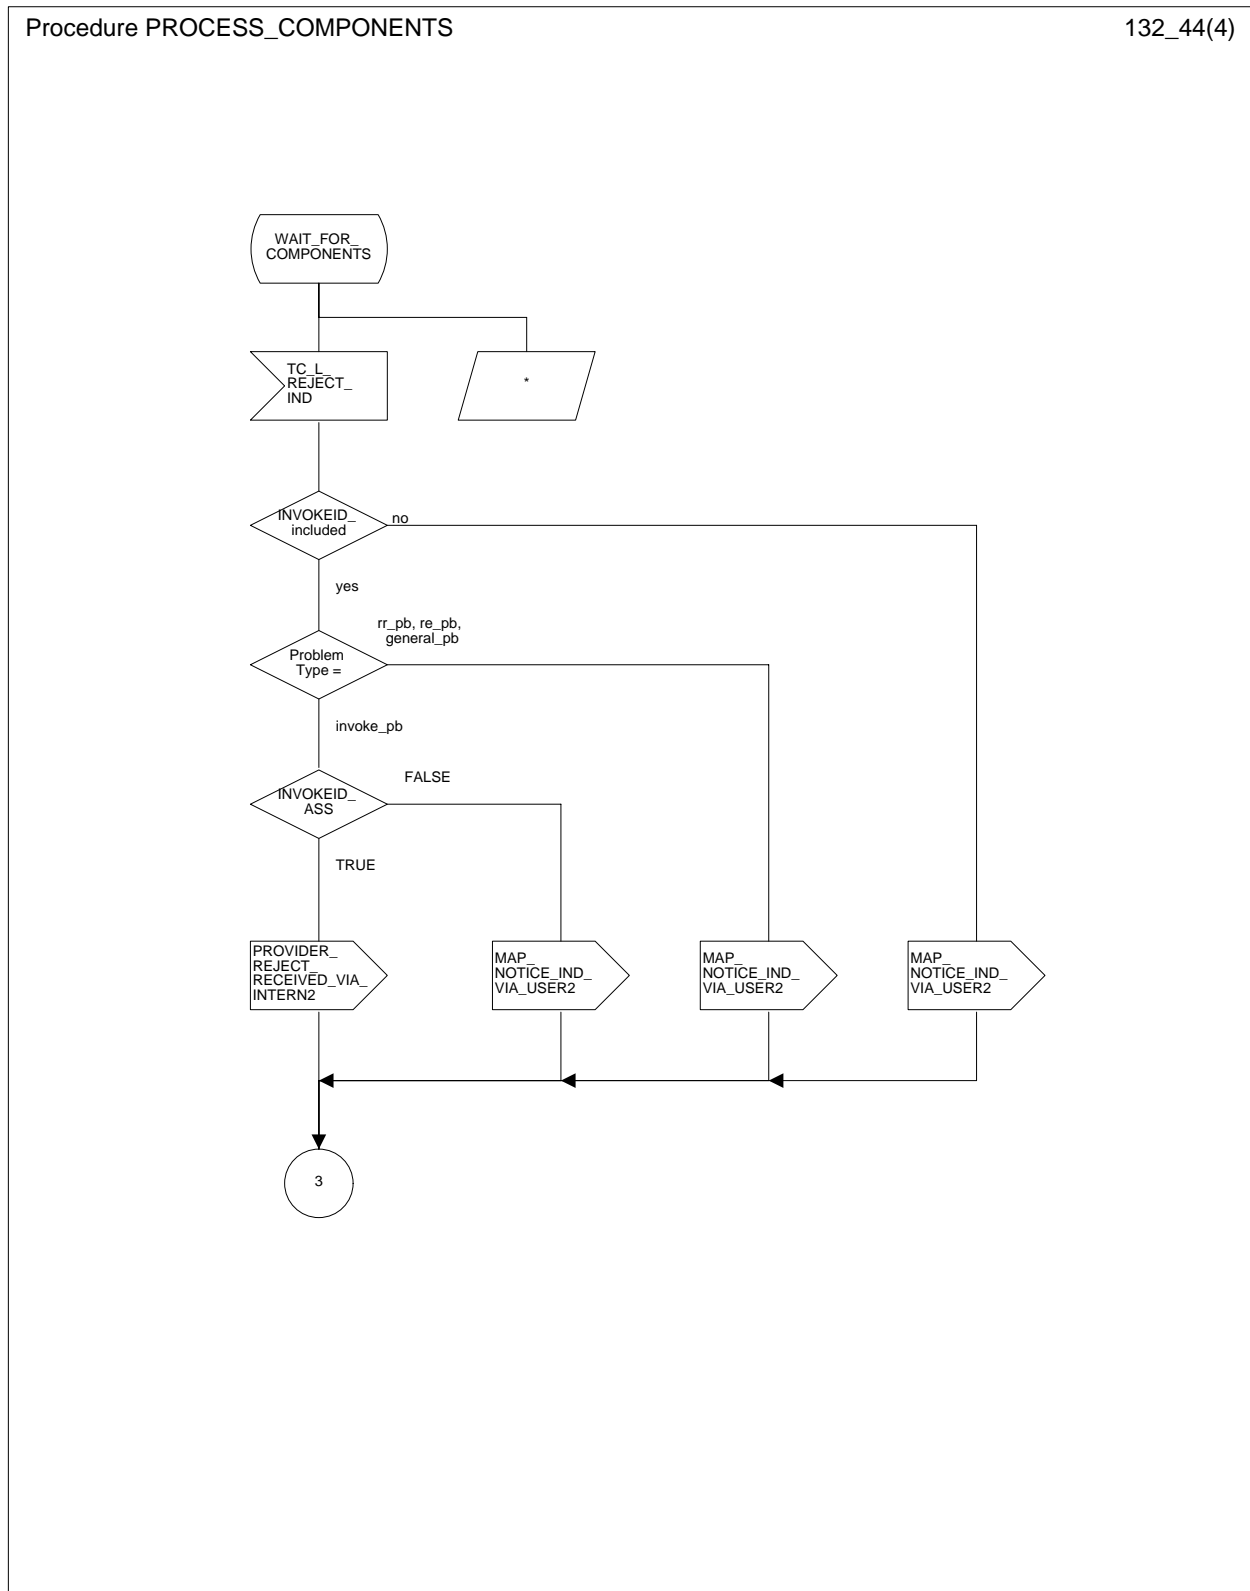 Procedure PROCESS_COMPONENTS
132_44(4)
WAIT_FOR_
COMPONENTS
TC_L_
REJECT_
IND
*
INVOKEID_
included
no
yes
rr_pb, re_pb,
general_pb
Problem
Type =
invoke_pb
INVOKEID_
ASS
FALSE
TRUE
PROVIDER_
REJECT_
RECEIVED_VIA_
INTERN2
MAP_
NOTICE_IND_
VIA_USER2
MAP_
NOTICE_IND_
VIA_USER2
MAP_
NOTICE_IND_
VIA_USER2
3